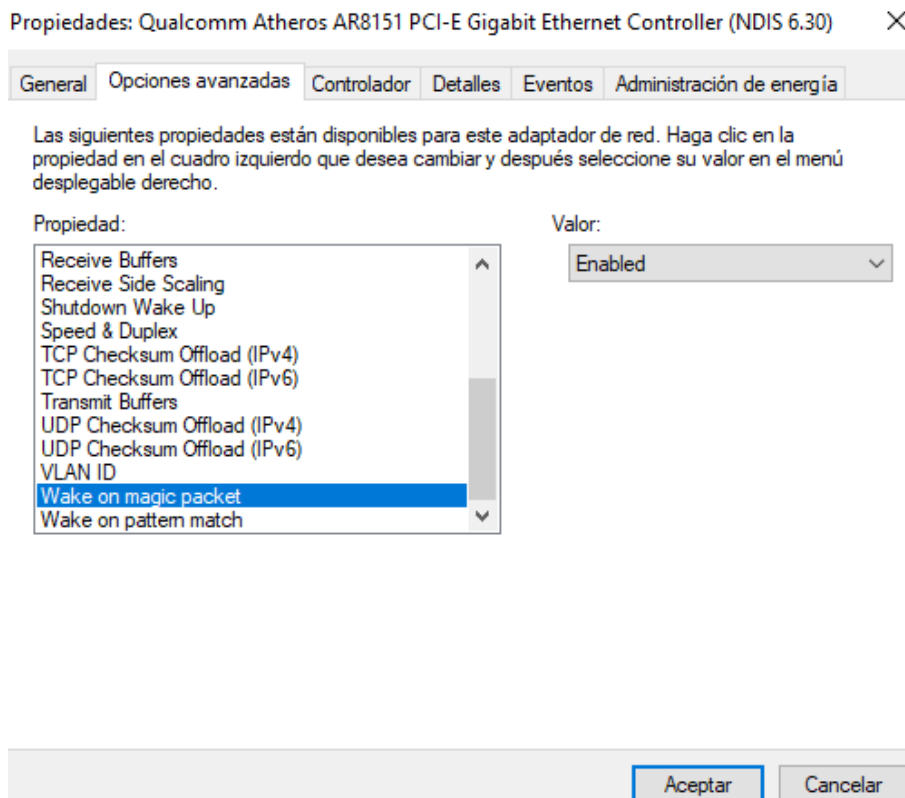 Propiedades: Qualcomm Atheros AR8151 PCI-E Gigabit Ethernet Controller (NDIS 6.30)
General Opciones avanzadas Controlador Detalles Eventos Administración de energía
Las siguientes propiedades están disponibles para este adaptador de red. Haga clic en la
propiedad en el cuadro izquierdo que desea cambiar y después seleccione su valor en el menú
desplegable derecho.
Propiedad:
Valor:
Receive Buffers
Enabled
Receive Side Scaling
Shutdown Wake Up
Speed & Duplex
TCP Checksum Offload (IPv4)
TCP Checksum Offload (IPv6)
Transmit Buffers
UDP Checksum Offload (IPv4)
UDP Checksum Offload (IPv6)
VLAN ID
Wake on magic packet
Wake on pattern match
Aceptar
Cancelar